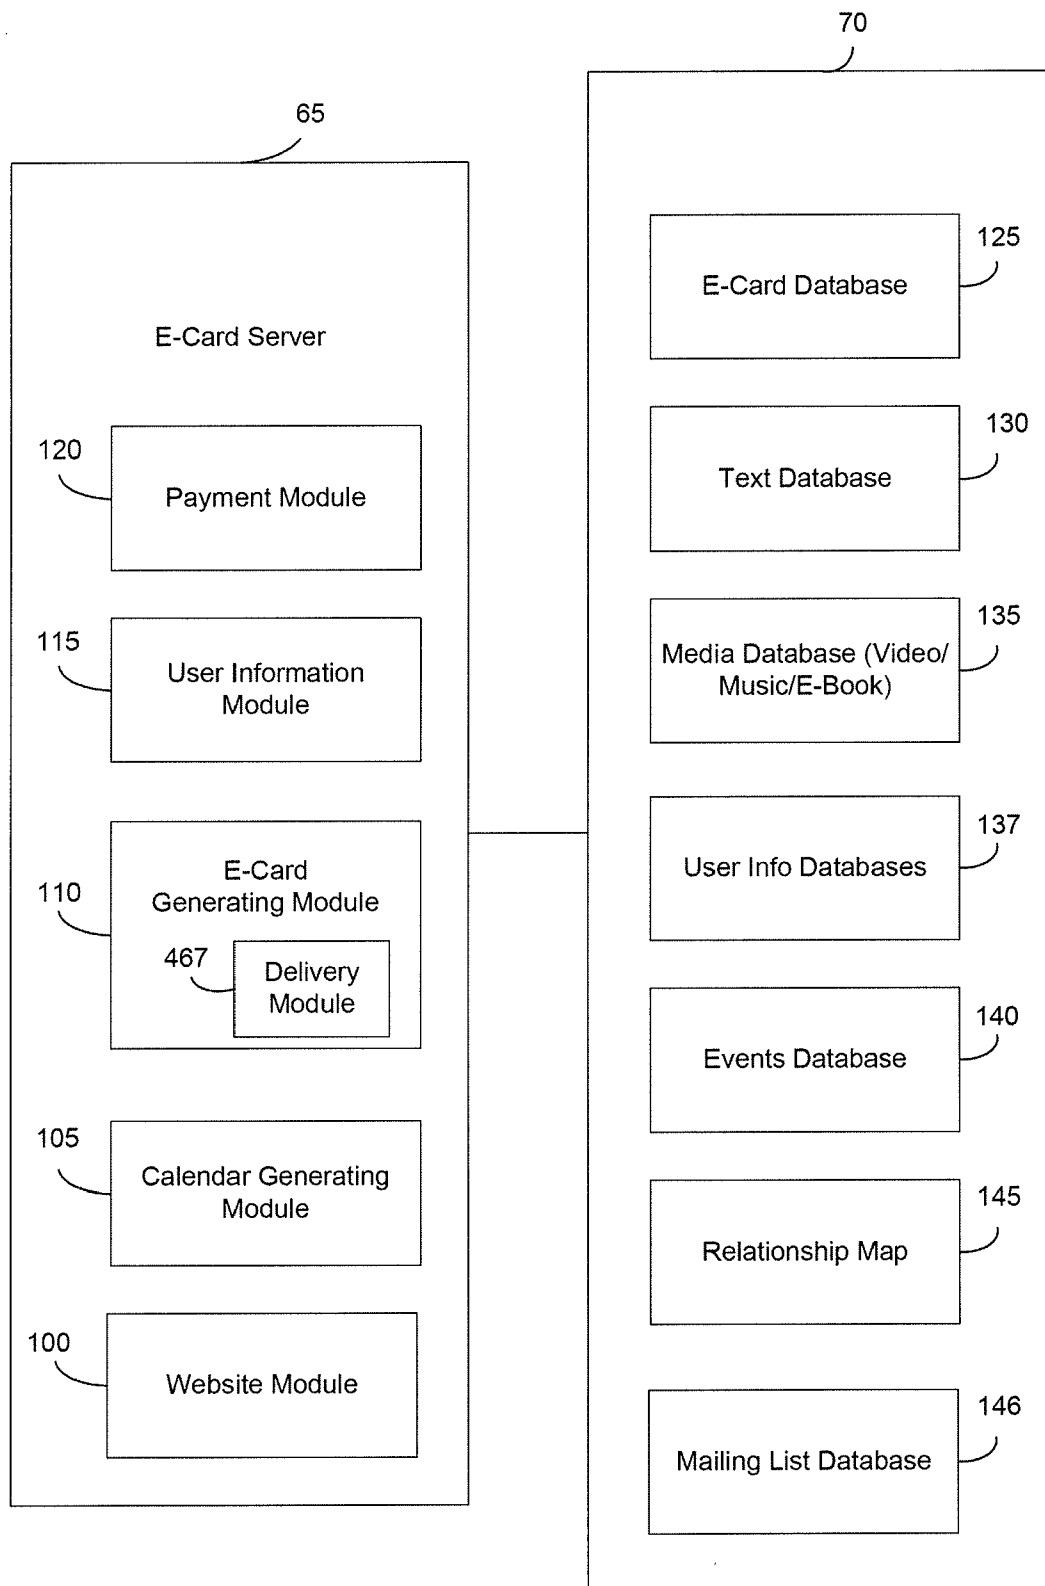 70
65
E-Card Server
120
Payment Module
115
User Information
Module
110
E-Card
Generating Module
467
Delivery
Module
105
Calendar Generating
Module
100
Website Module
125
E-Card Database
130
Text Database
135
Media Database (Video/
Music/E-Book)
137
User Info Databases
140
Events Database
145
Relationship Map
146
Mailing List Database